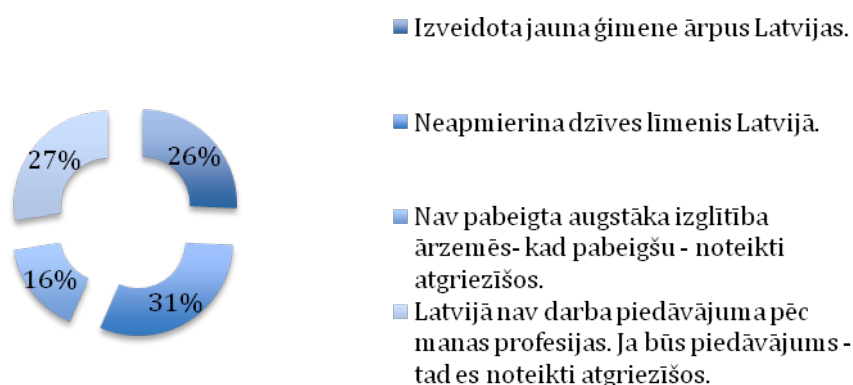 Izveidota jauna ģimene ārpus Latvijas.
Neapmierina dzīves līmenis Latvijā.
27%
26%
Nav pabeigta augstāka izglītība
ārzemēs- kad pabeigšu - noteikti
atgriezīšos.
16%
31%
Latvijā nav darba piedāvājuma pēc
manas profesijas. Ja būs piedāvājums -
tad es noteikti atgriezīšos.